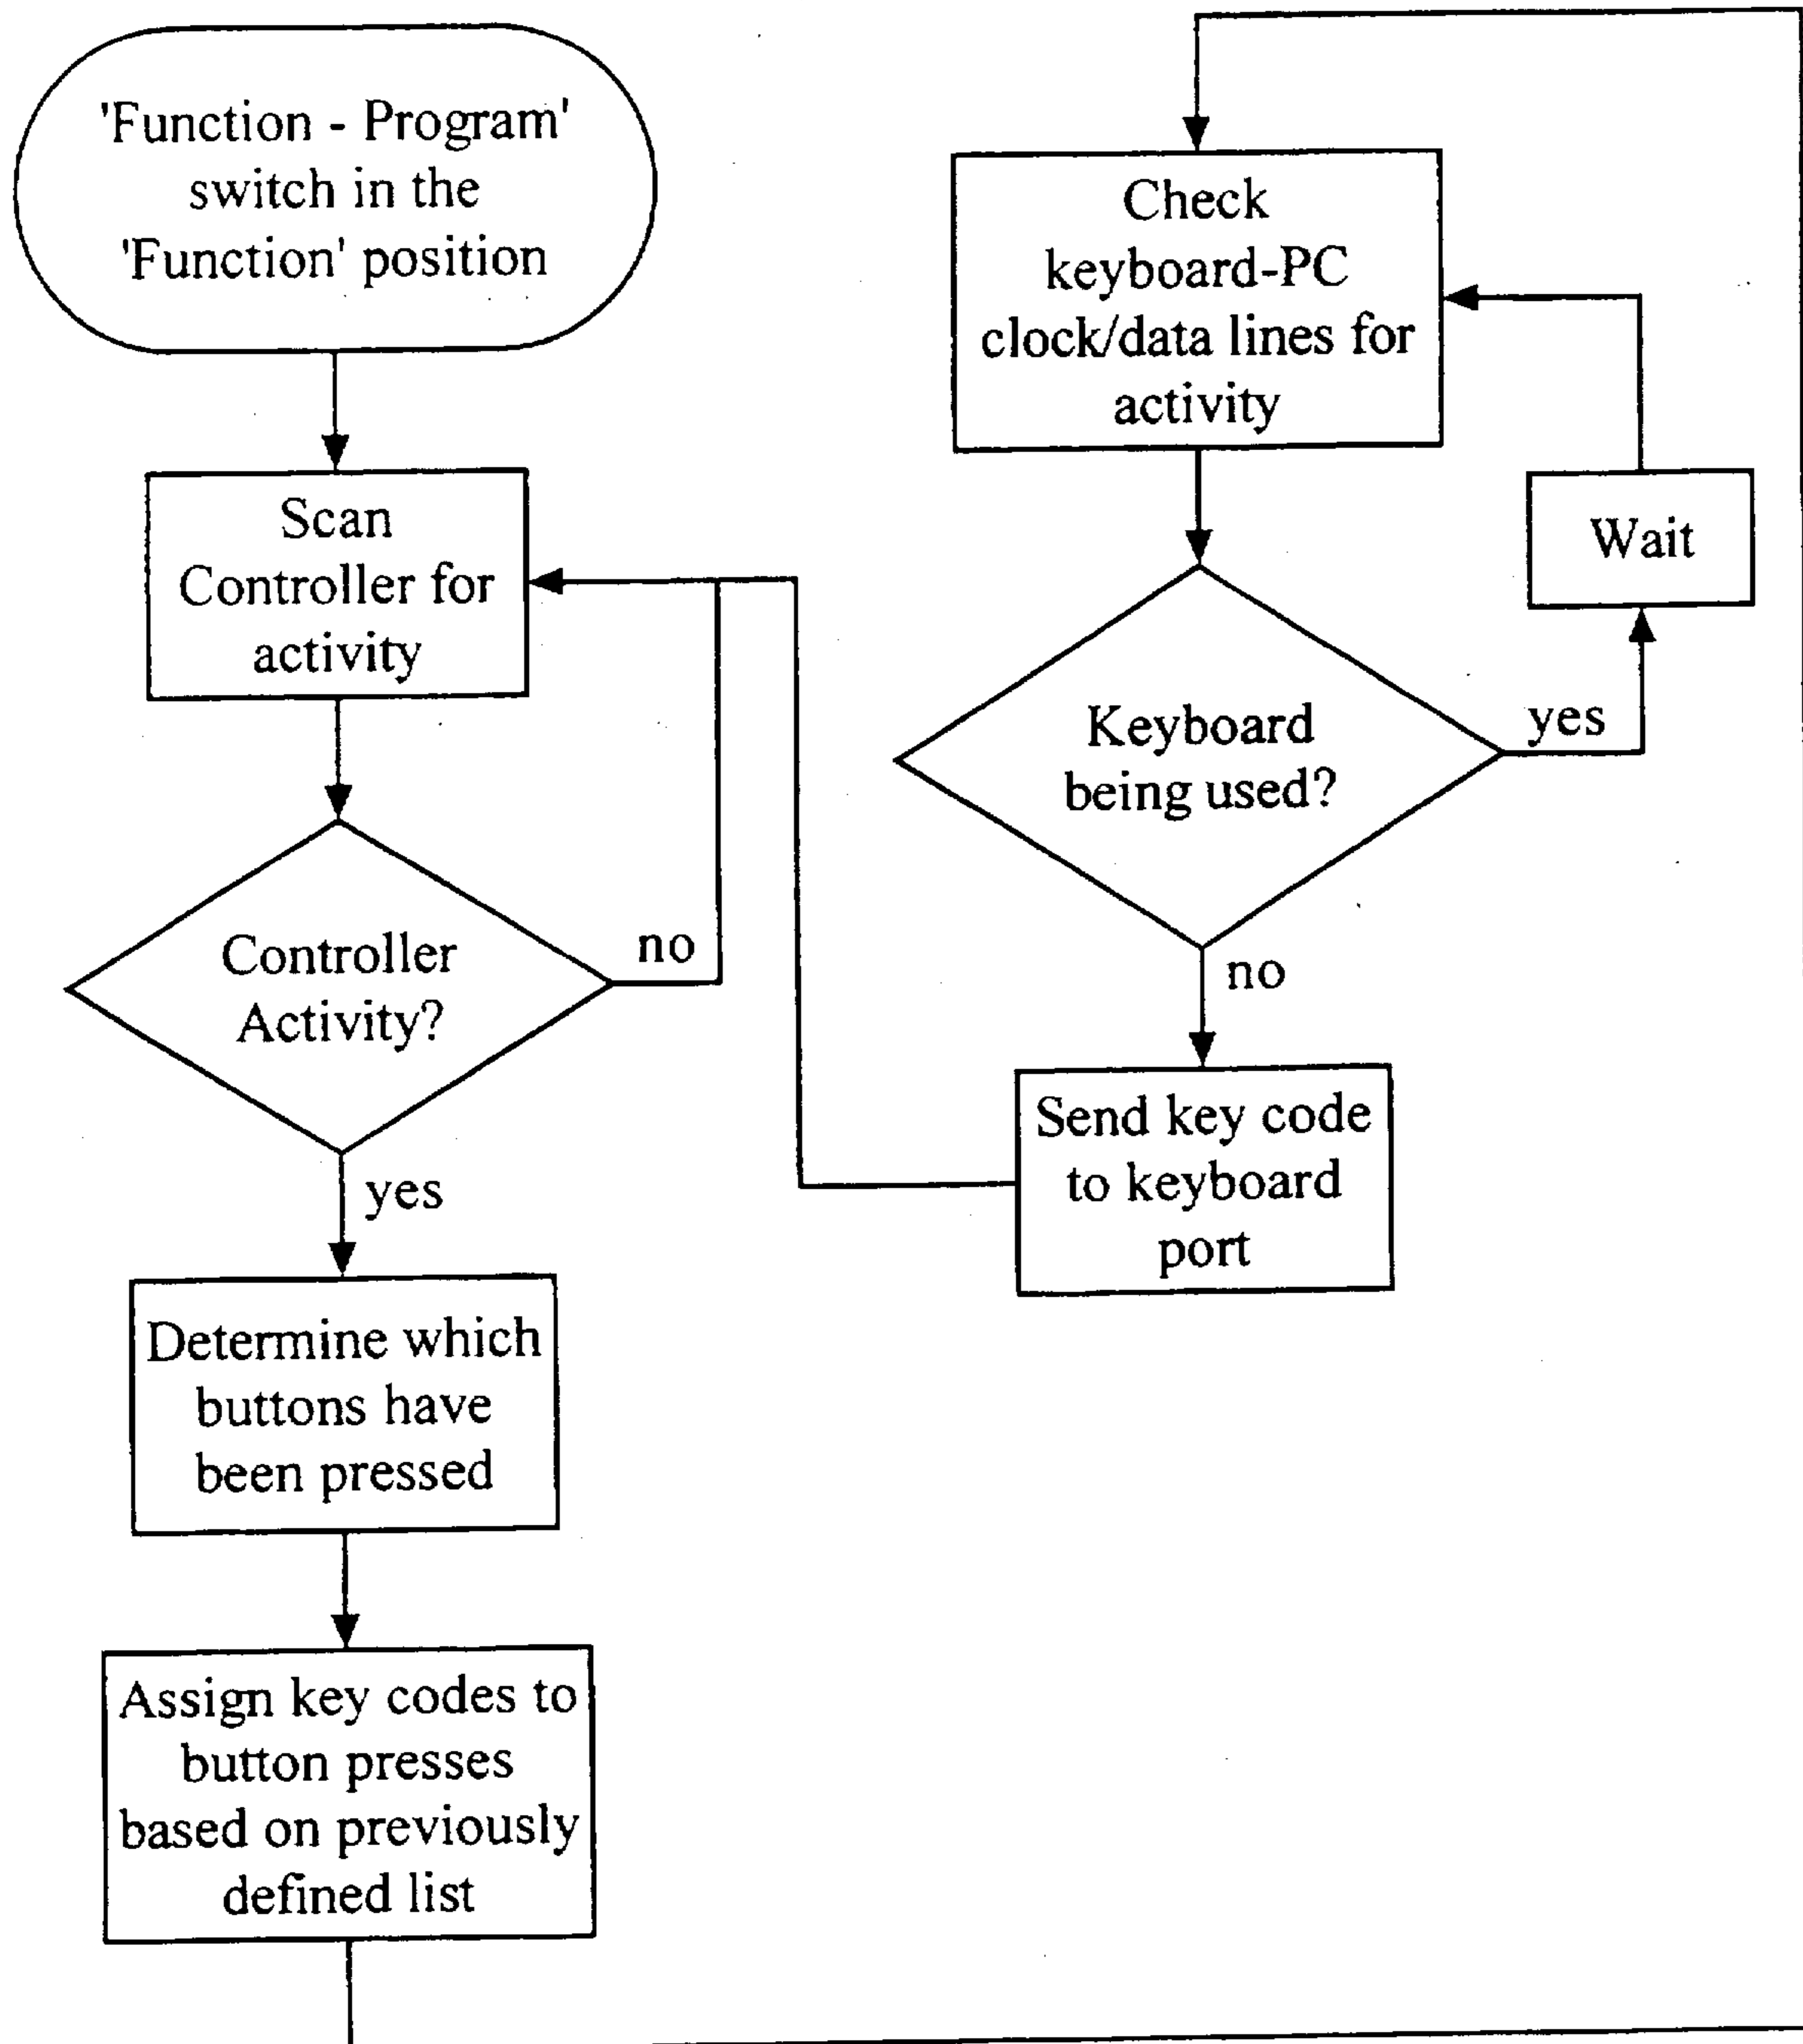 'Function - Program'
switch in the
'Function' position
Scan
Controller for
activity
Controller
Activity?
no
yes
Determine which
buttons have
been pressed
Assign key codes to
button presses
based on previously
defined list
Check
keyboard-PC
clock/data lines for
activity
Wait
Keyboard
being used?
yes
no
Send key code
to keyboard
port